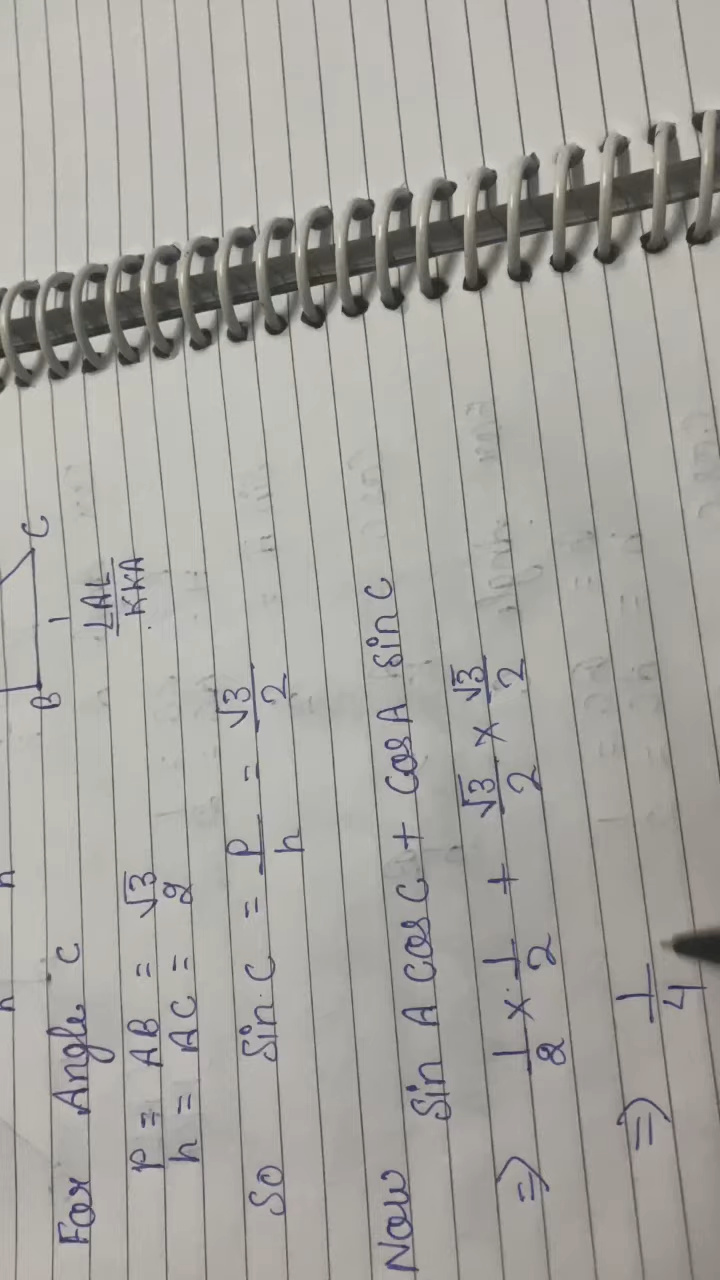 B 1 C
LAL
KKA
For Angle C
P = AB = √3
h = AC = 2
So Sin C = P/h = √3/2
Now Sin A cos C + cos A sin C
⇒ 1/2 × 1/2 + √3/2 × √3/2
⇒ 1/4